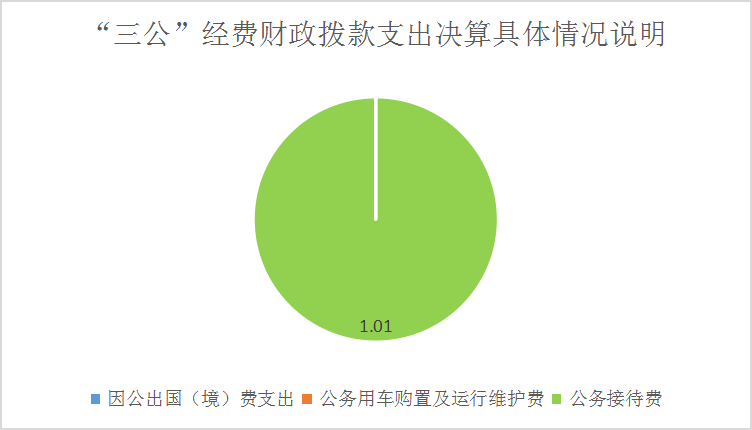 “三公”经费财政拨款支出决算具体情况说明
1.01
因公出国（境）费支出 公务用车购置及运行维护费 公务接待费